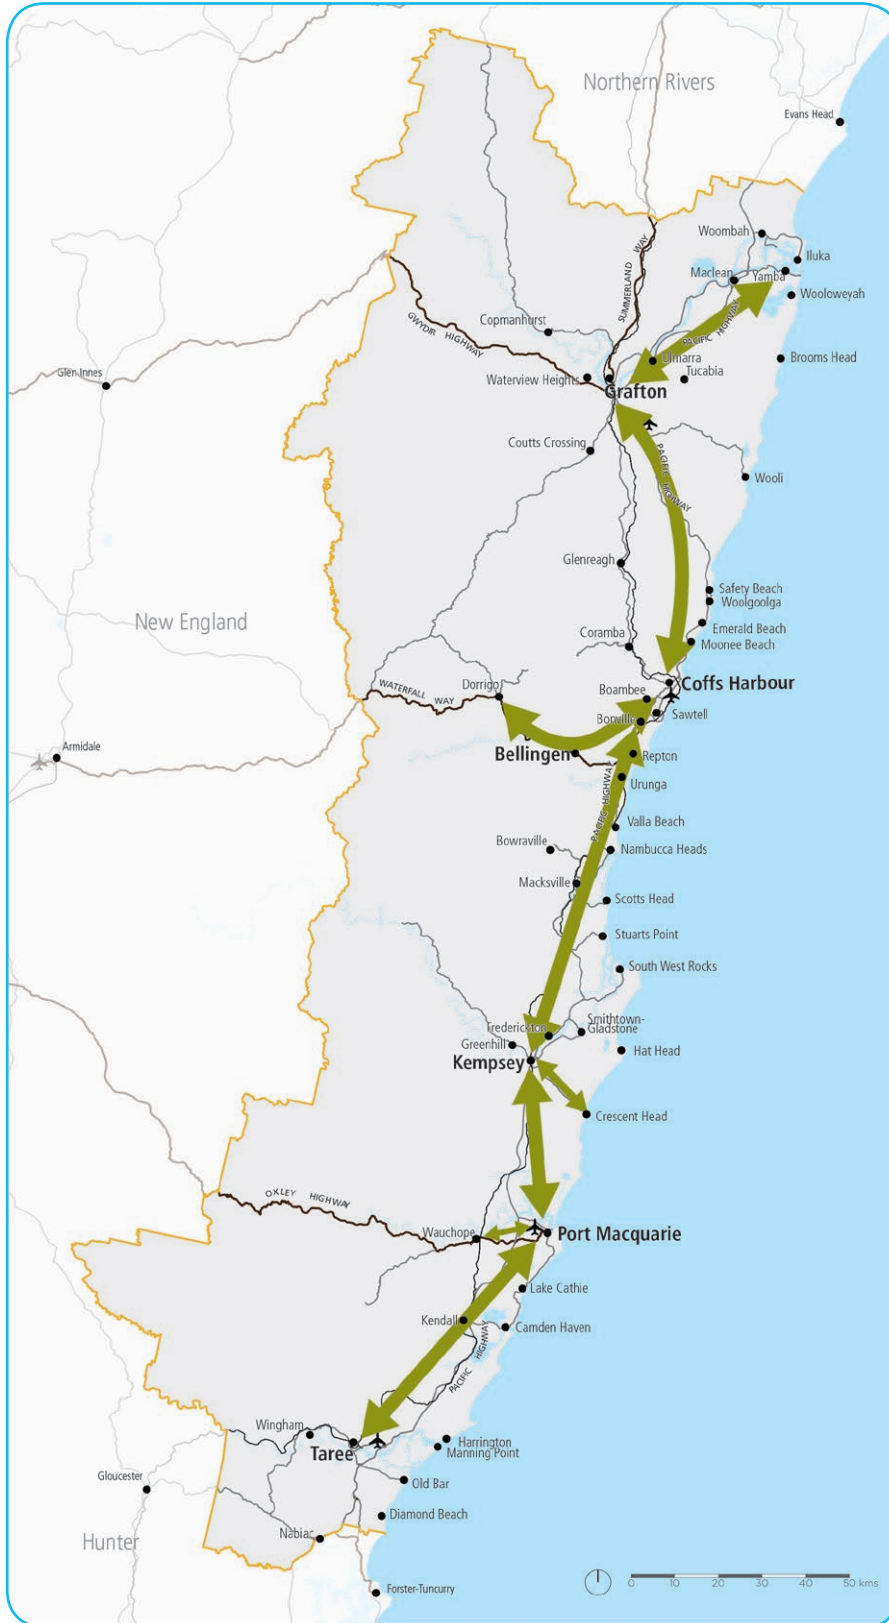 Northern Rivers
Evans Head
Woombah
Iluka
Maclean
Yamba
Wooloweyah
SUMMERLAND WAY
GWYDIR HIGHWAY
Copmanhurst
PACIFIC HIGHWAY
Ulmarra
Brooms Head
Glen Innes
Waterview Heights
Tucabia
Grafton
Coutts Crossing
PACIFIC HIGHWAY
Wooli
Glenreagh
Safety Beach
Woolgoolga
New England
Emerald Beach
Coramba
Moonee Beach
Dorrigo
Coffs Harbour
WATERFALL WAY
Boambee
Sawtell
Bonville
Armidale
Bellingen
Repton
Urunga
PACIFIC HIGHWAY
Valla Beach
Bowraville
Nambucca Heads
Macksville
Scotts Head
Stuarts Point
South West Rocks
Smithtown-
Gladstone
Frederickton
Greenhill
Hat Head
Kempsey
Crescent Head
OXLEY HIGHWAY
Wauchope
Port Macquarie
Lake Cathie
Kendall
Camden Haven
PACIFIC HIGHWAY
Wingham
Harrington
Taree
Manning Point
Gloucester
Old Bar
Diamond Beach
Hunter
Nabiac
Forster-Tuncurry
0 10 20 30 40 50 kms